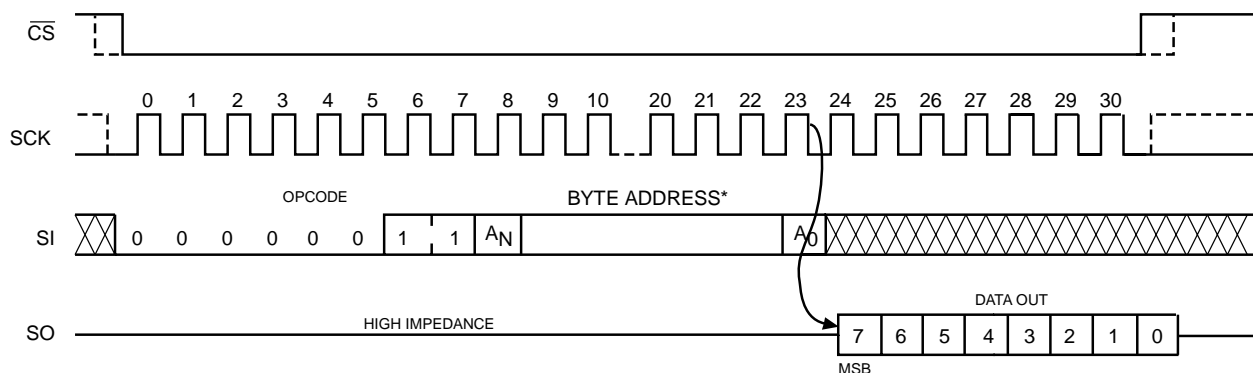 CS
0 1 2 3 4 5 6 7 8 9 10 20 21 22 23 24 25 26 27 28 29 30
SCK
OPCODE BYTE ADDRESS*
SI 0 0 0 0 0 0 1 1 AN A0
DATA OUT
SO HIGH IMPEDANCE 7 6 5 4 3 2 1 0
MSB